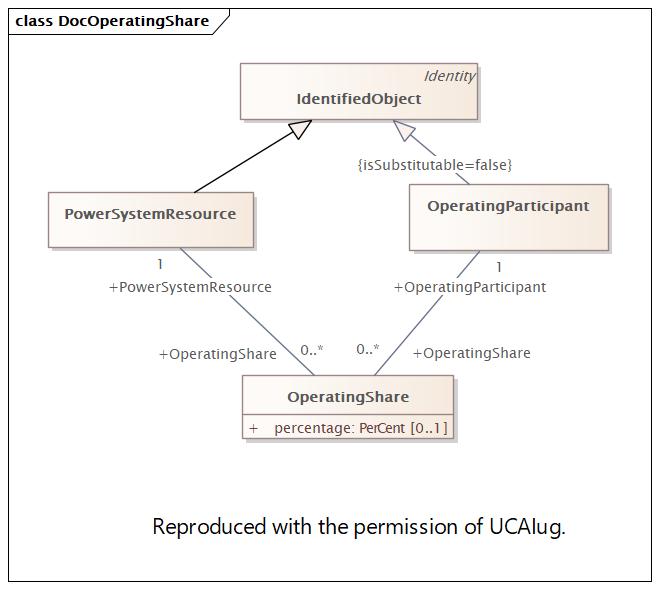 class DocOperatingShare
Identity
IdentifiedObject
{isSubstitutable=false}
PowerSystemResource
OperatingParticipant
1
1
+PowerSystemResource
+OperatingParticipant
+OperatingShare
0..*
0..*
+OperatingShare
OperatingShare
+ percentage: PerCent [0..1]
Reproduced with the permission of UCAIug.